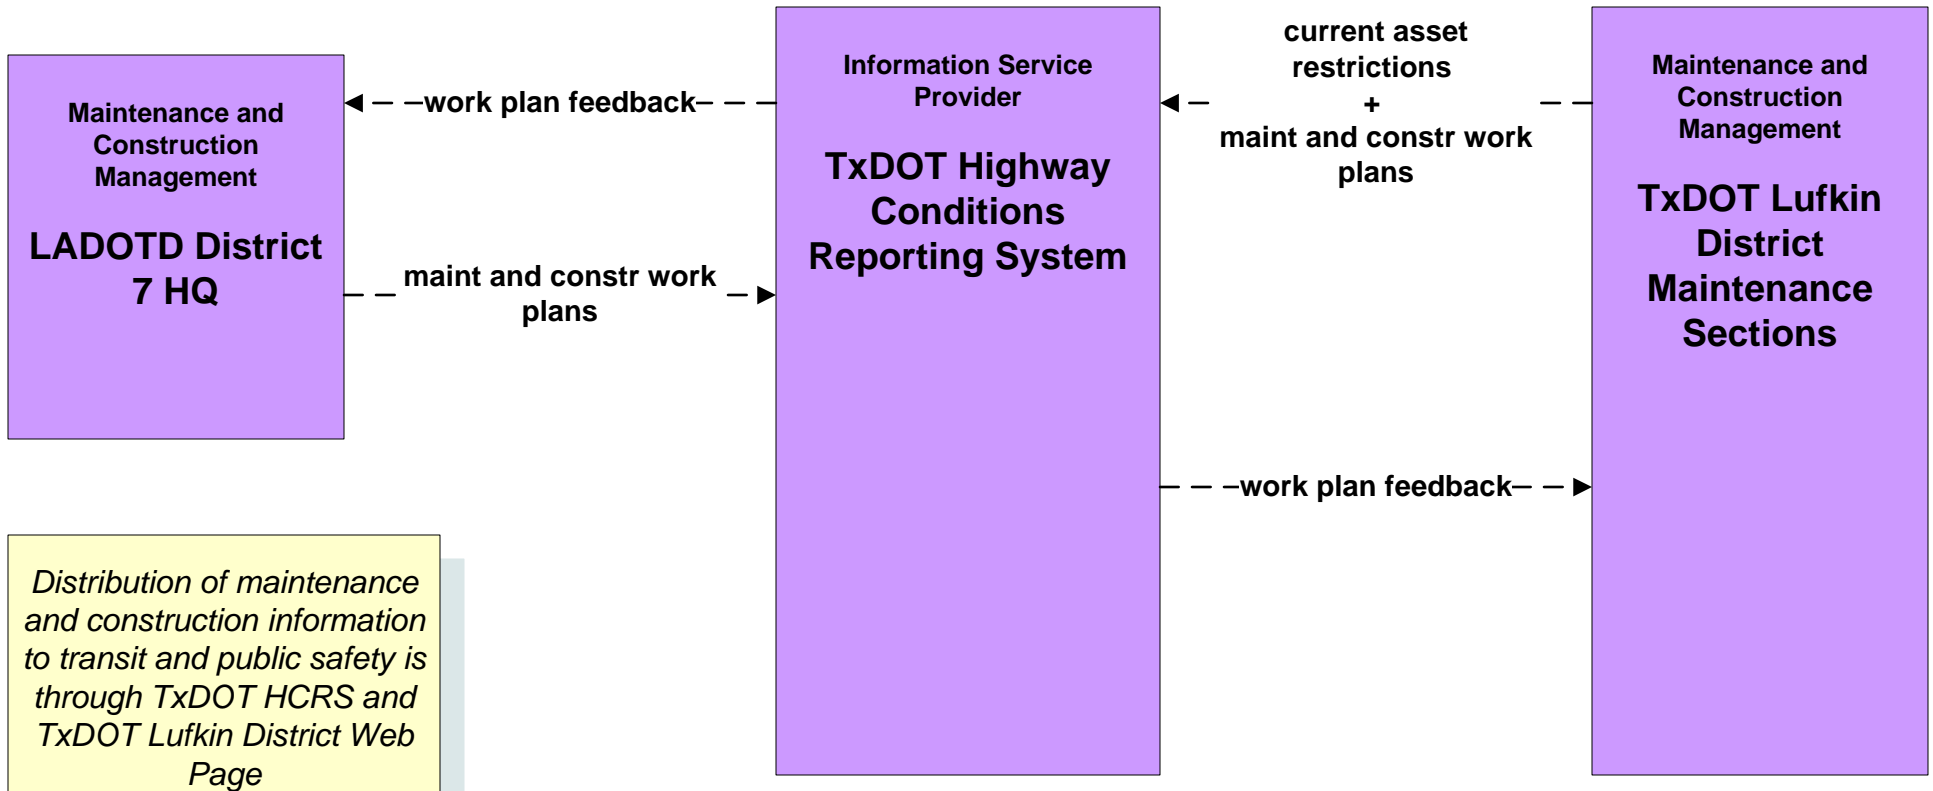 Maintenance and
Construction
Management
LADOTD District
7 HQ
work plan feedback
maint and constr work
plans
Information Service
Provider
TxDOT Highway
Conditions
Reporting System
current asset
restrictions
+
maint and constr work
plans
work plan feedback
Maintenance and
Construction
Management
TxDOT Lufkin
District
Maintenance
Sections
Distribution of maintenance
and construction information
to transit and public safety is
through TxDOT HCRS and
TxDOT Lufkin District Web
Page